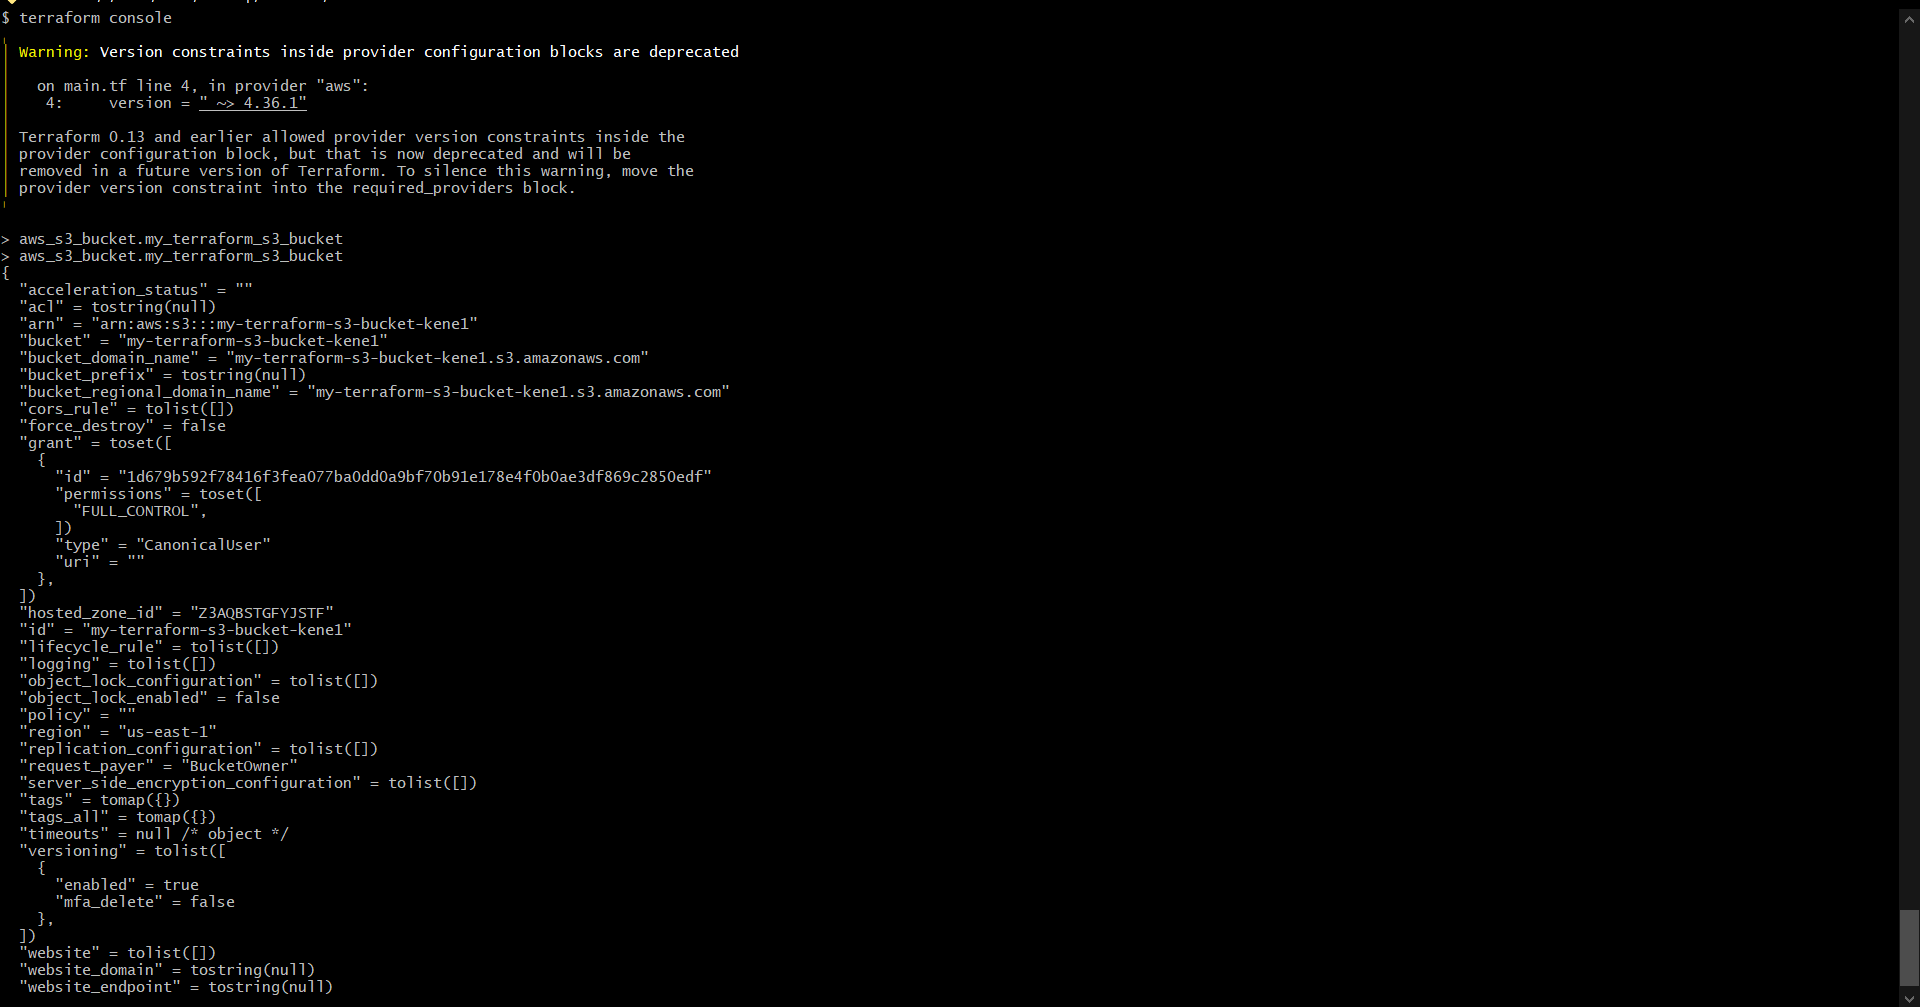 $ terraform console
Warning: Version constraints inside provider configuration blocks are deprecated
on main.tf line 4, in provider "aws":
4:     version = " ~> 4.36.1"
Terraform 0.13 and earlier allowed provider version constraints inside the
provider configuration block, but that is now deprecated and will be
removed in a future version of Terraform. To silence this warning, move the
provider version constraint into the required_providers block.
> aws_s3_bucket.my_terraform_s3_bucket
> aws_s3_bucket.my_terraform_s3_bucket
{
  "acceleration_status" = ""
  "acl" = tostring(null)
  "arn" = "arn:aws:s3:::my-terraform-s3-bucket-kene1"
  "bucket" = "my-terraform-s3-bucket-kene1"
  "bucket_domain_name" = "my-terraform-s3-bucket-kene1.s3.amazonaws.com"
  "bucket_prefix" = tostring(null)
  "bucket_regional_domain_name" = "my-terraform-s3-bucket-kene1.s3.amazonaws.com"
  "cors_rule" = tolist([])
  "force_destroy" = false
  "grant" = toset([
    {
      "id" = "1d679b592f78416f3fea077ba0dd0a9bf70b91e178e4f0b0ae3df869c2850edf"
      "permissions" = toset([
        "FULL_CONTROL",
      ])
      "type" = "CanonicalUser"
      "uri" = ""
    },
  ])
  "hosted_zone_id" = "Z3AQBSTGFYJSTF"
  "id" = "my-terraform-s3-bucket-kene1"
  "lifecycle_rule" = tolist([])
  "logging" = tolist([])
  "object_lock_configuration" = tolist([])
  "object_lock_enabled" = false
  "policy" = ""
  "region" = "us-east-1"
  "replication_configuration" = tolist([])
  "request_payer" = "BucketOwner"
  "server_side_encryption_configuration" = tolist([])
  "tags" = tomap({})
  "tags_all" = tomap({})
  "timeouts" = null /* object */
  "versioning" = tolist([
    {
      "enabled" = true
      "mfa_delete" = false
    },
  ])
  "website" = tolist([])
  "website_domain" = tostring(null)
  "website_endpoint" = tostring(null)